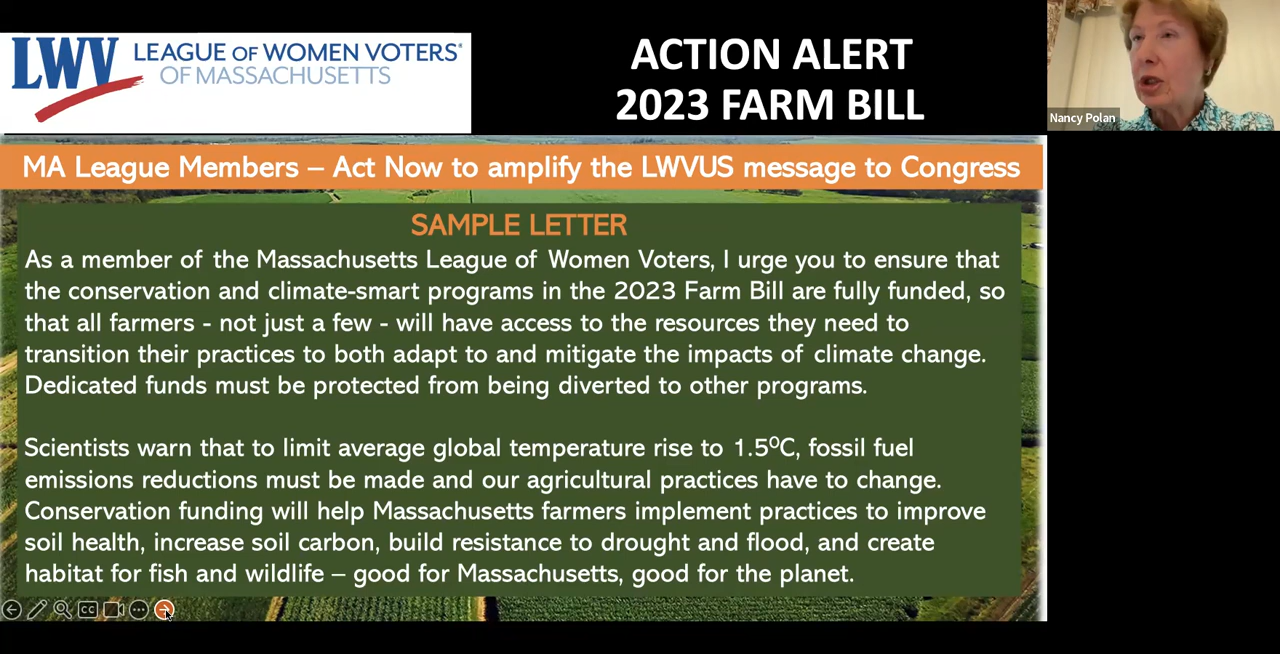 LWV LEAGUE OF WOMEN VOTERS®
OF MASSACHUSETTS
ACTION ALERT
2023 FARM BILL
Nancy Polan
MA League Members – Act Now to amplify the LWVUS message to Congress
SAMPLE LETTER
As a member of the Massachusetts League of Women Voters, I urge you to ensure that
the conservation and climate-smart programs in the 2023 Farm Bill are fully funded, so
that all farmers - not just a few - will have access to the resources they need to
transition their practices to both adapt to and mitigate the impacts of climate change.
Dedicated funds must be protected from being diverted to other programs.
Scientists warn that to limit average global temperature rise to 1.5⁰C, fossil fuel
emissions reductions must be made and our agricultural practices have to change.
Conservation funding will help Massachusetts farmers implement practices to improve
soil health, increase soil carbon, build resistance to drought and flood, and create
habitat for fish and wildlife – good for Massachusetts, good for the planet.
CC